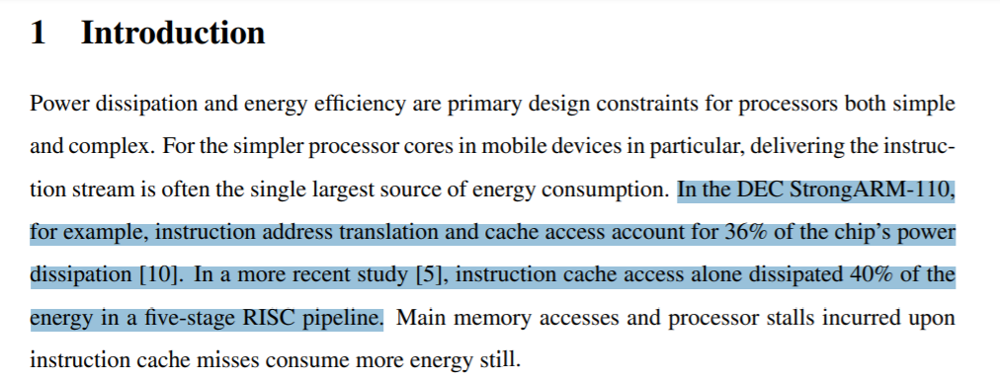 1 Introduction
Power dissipation and energy efficiency are primary design constraints for processors both simple
and complex. For the simpler processor cores in mobile devices in particular, delivering the instruc-
tion stream is often the single largest source of energy consumption. In the DEC StrongARM-110,
for example, instruction address translation and cache access account for 36% of the chip's power
dissipation [10]. In a more recent study [5], instruction cache access alone dissipated 40% of the
energy in a five-stage RISC pipeline. Main memory accesses and processor stalls incurred upon
instruction cache misses consume more energy still.